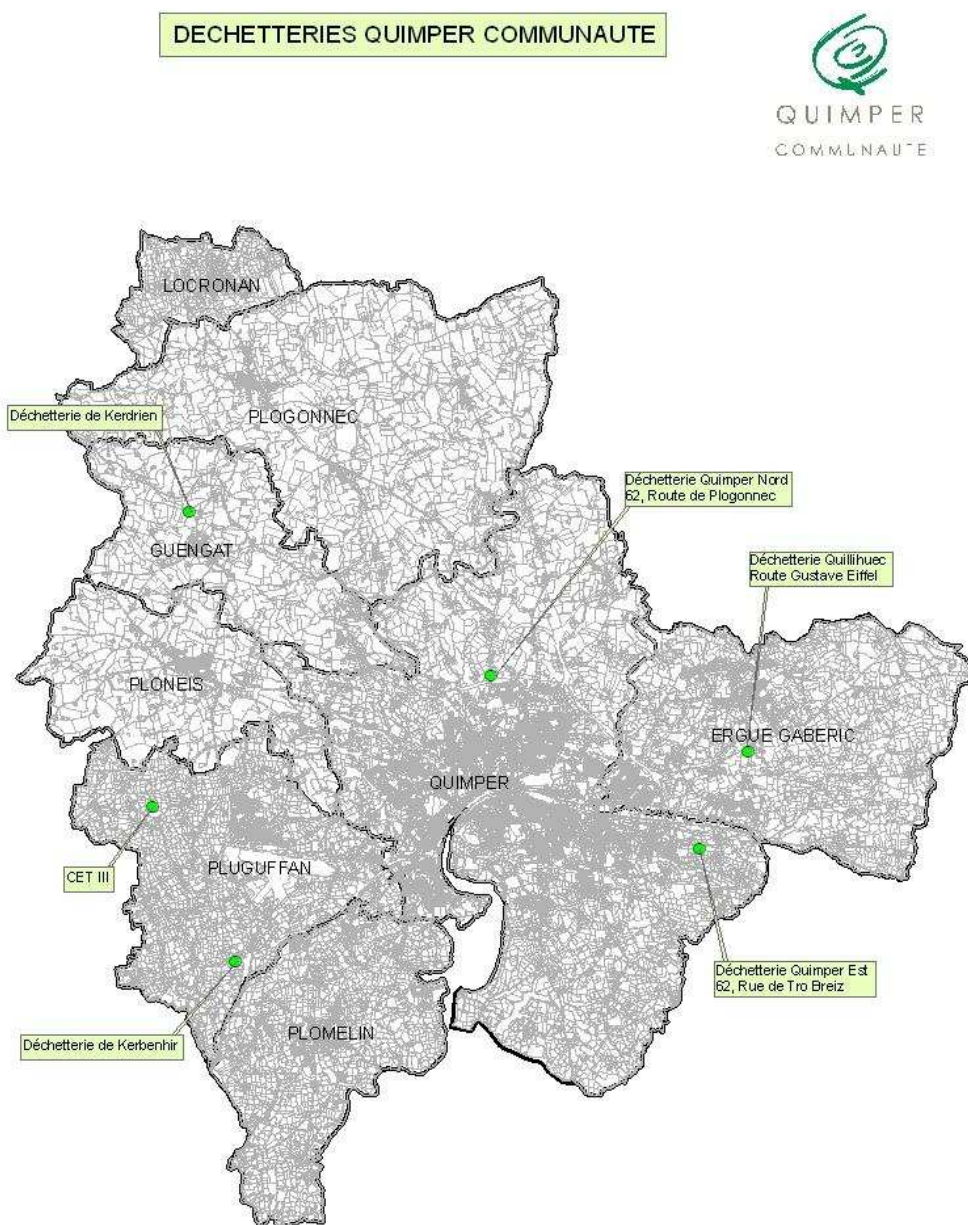 DECHETTERIES QUIMPER COMMUNAUTE
QUIMPER
COMMUNAUTE
LOCRONAN
PLOGONNEC
Déchetterie de Kerdrien
Déchetterie Quimper Nord
62, Route de Plogonnec
GUENGAT
Déchetterie Quillihuec
Route Gustave Eiffel
PLONEIS
ERGUE GABERIC
QUIMPER
PLUGUFFAN
CET III
Déchetterie Quimper Est
62, Rue de Tro Breiz
PLOMELIN
Déchetterie de Kerbenhir